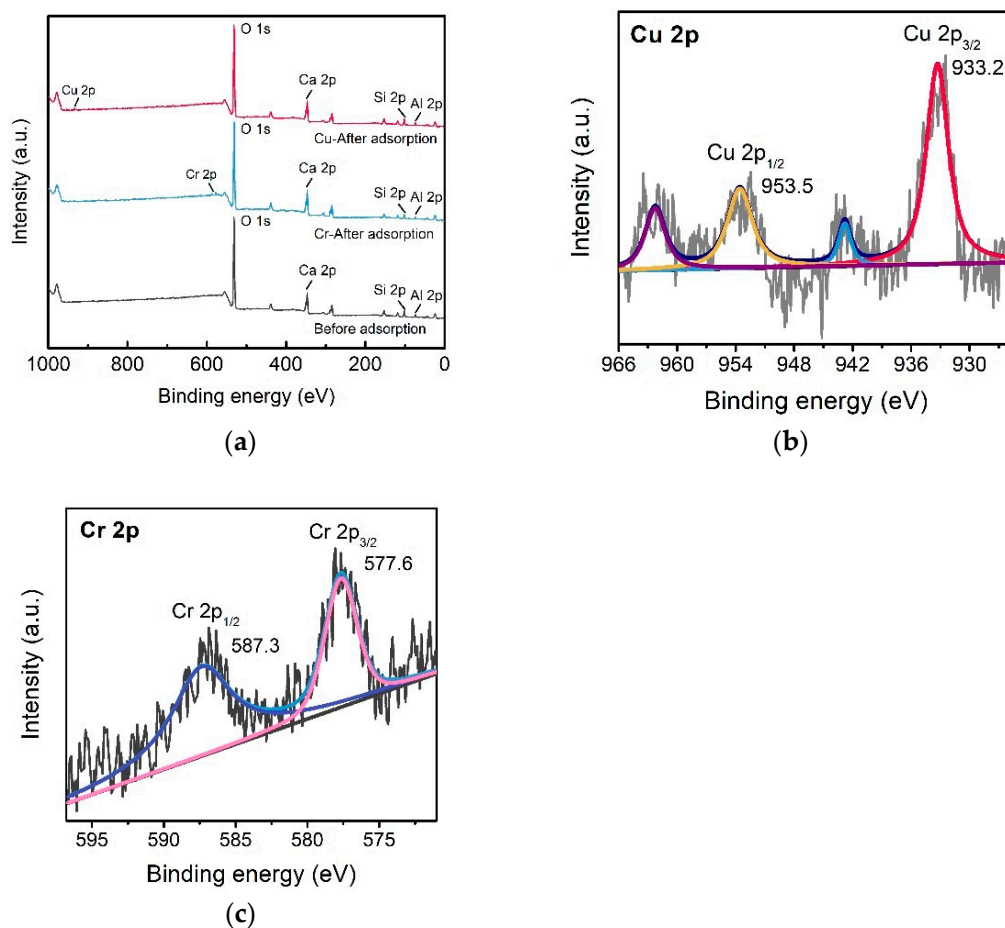 O 1s
Cu 2p
Ca 2p
Si 2p
Al 2p
Cu-After adsorption
O 1s
Cr 2p
Ca 2p
Si 2p
Al 2p
Cr-After adsorption
O 1s
Ca 2p
Si 2p
Al 2p
Before adsorption
Intensity (a.u.)
1000 800 600 400 200 0
Binding energy (eV)
(a)
Cu 2p
Cu 2p3/2
933.2
Cu 2p1/2
953.5
Intensity (a.u.)
966 960 954 948 942 936 930
Binding energy (eV)
(b)
Cr 2p
Cr 2p3/2
577.6
Cr 2p1/2
587.3
Intensity (a.u.)
595 590 585 580 575
Binding energy (eV)
(c)